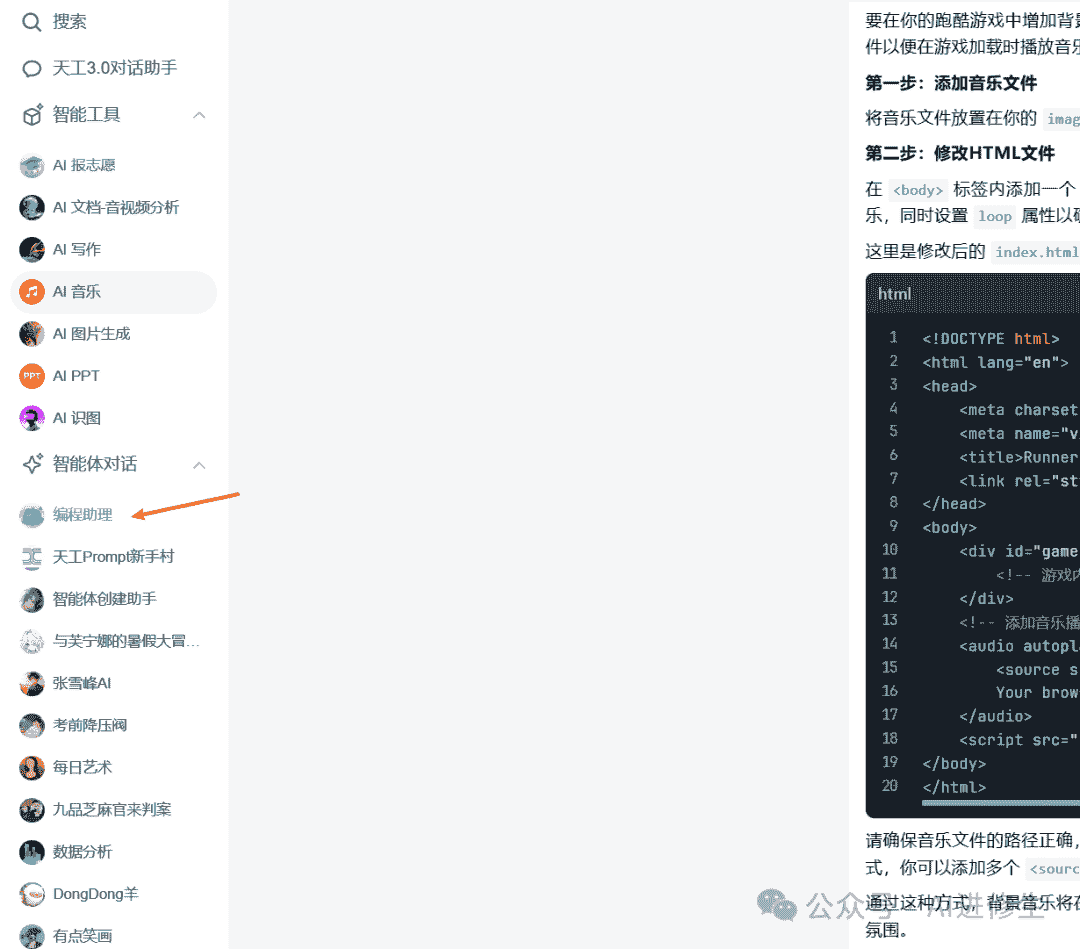 搜索
天工3.0对话助手
智能工具
AI 报志愿
AI 文档-音视频分析
AI 写作
AI 音乐
AI 图片生成
PPT AI PPT
AI 识图
智能体对话
编程助理
天工Prompt新手村
智能体创建助手
与芙宁娜的暑假大冒...
张雪峰AI
考前降压阀
每日艺术
九品芝麻官来判案
数据分析
DongDong羊
有点笑画
要在你的跑酷游戏中增加背景
件以便在游戏加载时播放音乐
第一步：添加音乐文件
将音乐文件放置在你的 imag
第二步：修改HTML文件
在 <body> 标签内添加一个
乐，同时设置 loop 属性以确
这里是修改后的 index.html
html
1 <!DOCTYPE html>
2 <html lang="en">
3 <head>
4 <meta charset
5 <meta name="v
6 <title>Runner
7 <link rel="st
8 </head>
9 <body>
10 <div id="game
11 <!-- 游戏内
12 </div>
13 <!-- 添加音乐播
14 <audio autopla
15 <source s
16 Your brow
17 </audio>
18 <script src="
19 </body>
20 </html>
请确保音乐文件的路径正确，
式，你可以添加多个 <sourc
通过这种方式，背景音乐将在
氛围。
公众号 · AI进修生